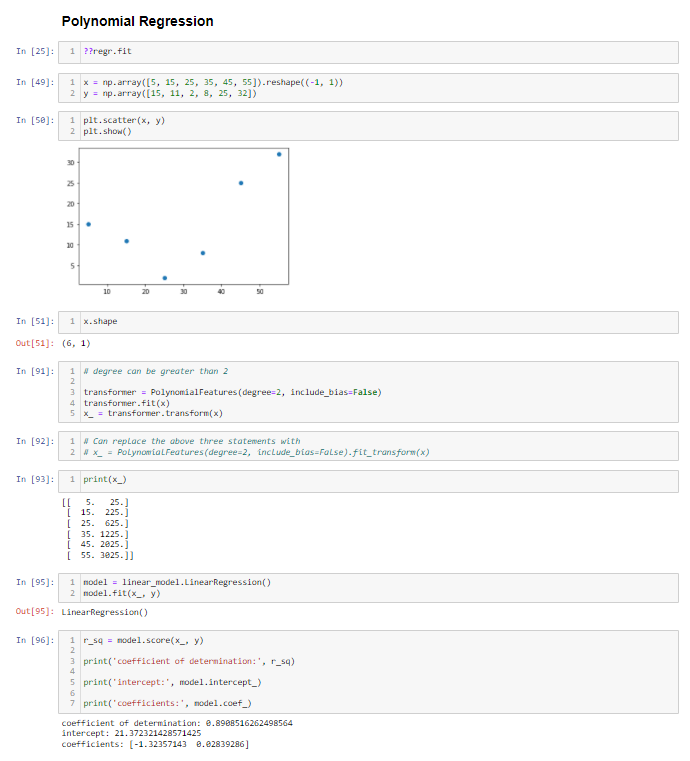 Polynomial Regression
In [25]: 1 ??regr.fit
In [49]: 1 x = np.array([5, 15, 25, 35, 45, 55]).reshape((-1, 1))
2 y = np.array([15, 11, 2, 8, 25, 32])
In [50]: 1 plt.scatter(x, y)
2 plt.show()
30
25
20
15
10
5
10 20 30 40 50
In [51]: 1 x.shape
Out[51]: (6, 1)
In [91]: 1 # degree can be greater than 2
2
3 transformer = PolynomialFeatures(degree=2, include_bias=False)
4 transformer.fit(x)
5 x_ = transformer.transform(x)
In [92]: 1 # Can replace the above three statements with
2 # x_ = PolynomialFeatures(degree=2, include_bias=False).fit_transform(x)
In [93]: 1 print(x_)
[[ 5. 25.]
[ 15. 225.]
[ 25. 625.]
[ 35. 1225.]
[ 45. 2025.]
[ 55. 3025.]]
In [95]: 1 model = linear_model.LinearRegression()
2 model.fit(x_, y)
Out[95]: LinearRegression()
In [96]: 1 r_sq = model.score(x_, y)
2
3 print('coefficient of determination:', r_sq)
4
5 print('intercept:', model.intercept_)
6
7 print('coefficients:', model.coef_)
coefficient of determination: 0.8908516262498564
intercept: 21.372321428571425
coefficients: [-1.32357143 0.02839286]